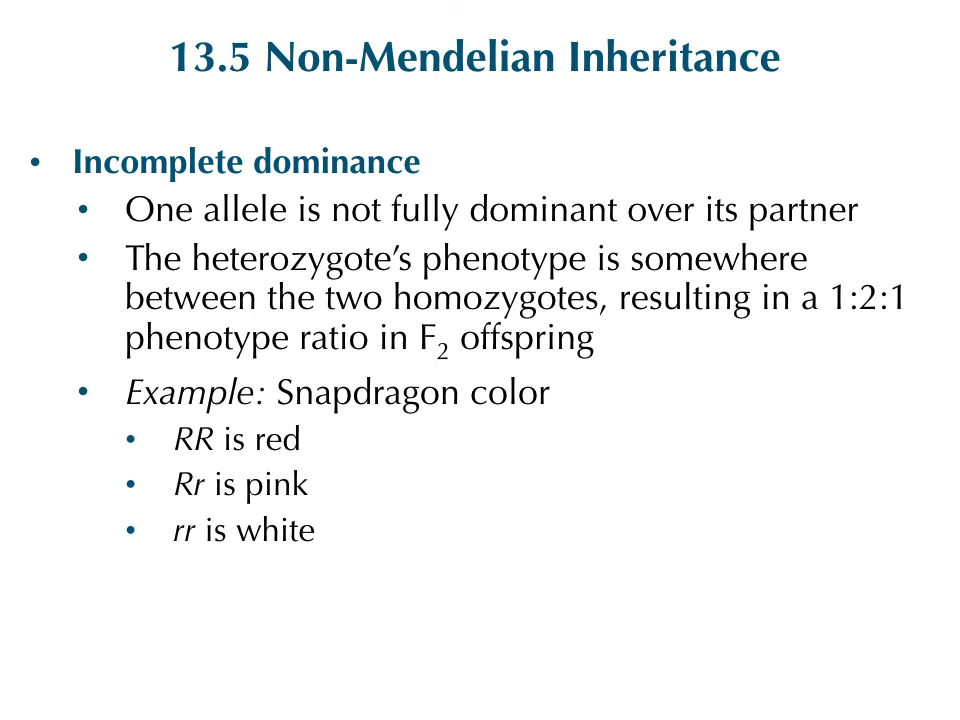 13.5 Non-Mendelian Inheritance
• Incomplete dominance
• One allele is not fully dominant over its partner
• The heterozygote’s phenotype is somewhere
between the two homozygotes, resulting in a 1:2:1
phenotype ratio in F2 offspring
• Example: Snapdragon color
• RR is red
• Rr is pink
• rr is white